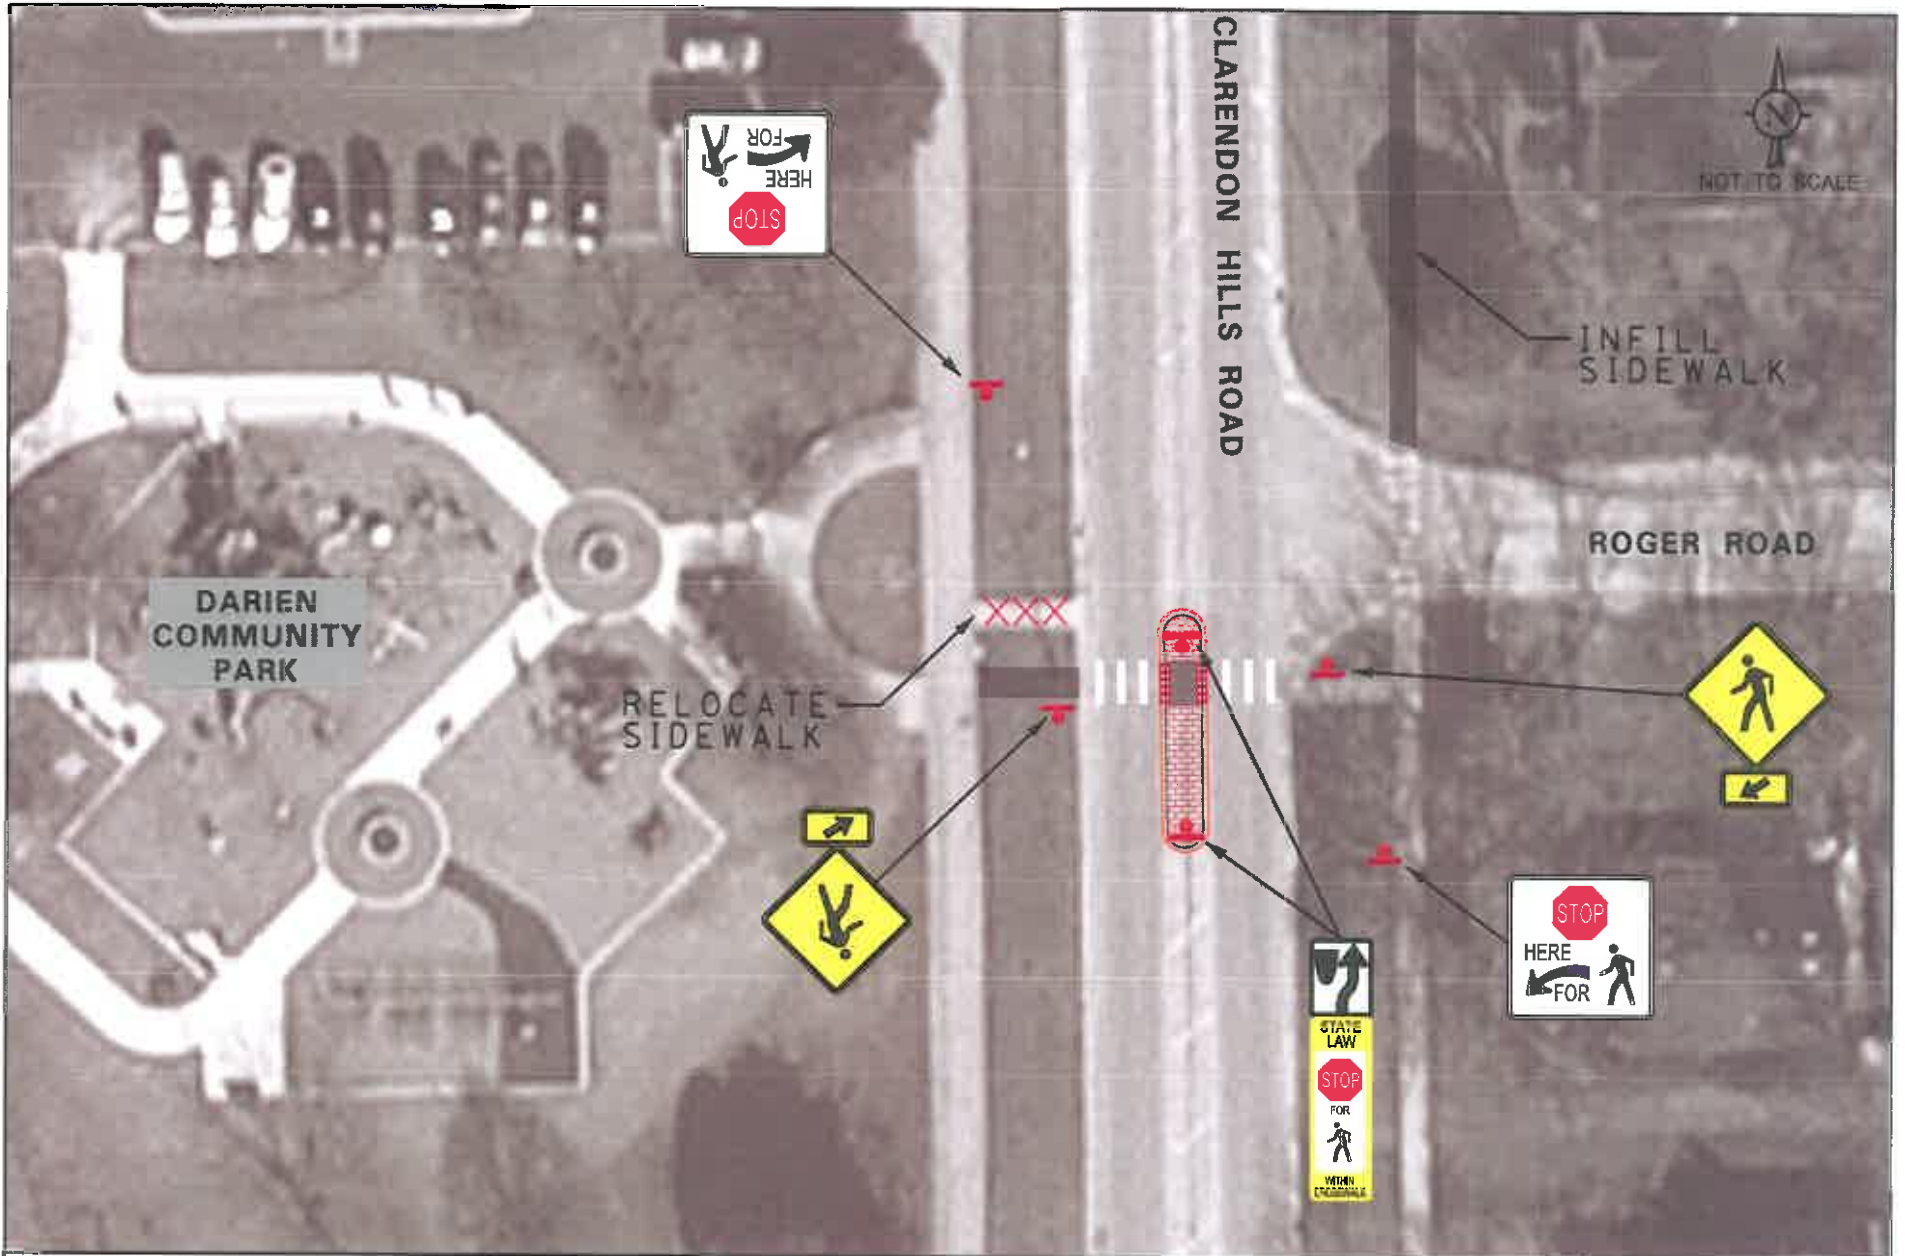 CLARENDON HILLS ROAD
N
NOT TO SCALE
STOP
HERE
FOR
INFILL
SIDEWALK
ROGER ROAD
DARIEN
COMMUNITY
PARK
RELOCATE
SIDEWALK
STOP
HERE
FOR
STATE
LAW
STOP
FOR
WITHIN
CROSSWALK